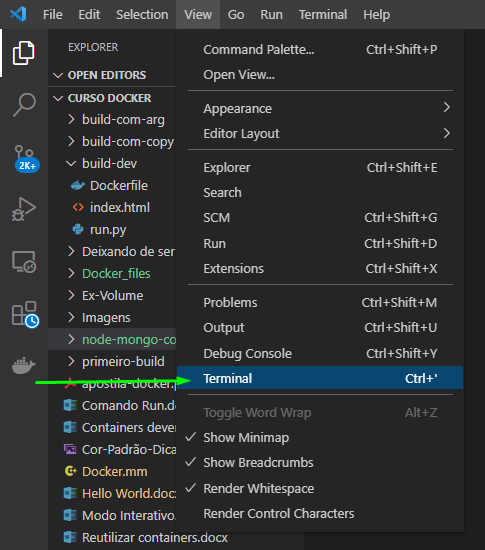 File Edit Selection View Go Run Terminal Help
EXPLORER
OPEN EDITORS
CURSO DOCKER
build-com-arg
build-com-copy
build-dev
Dockerfile
index.html
run.py
Deixando de ser
Docker_files
Ex-Volume
Imagens
node-mongo-co
primeiro-build
apostila-docker.
Comando Run.d
Containers deve
Cor-Padrão-Dica
Docker.mm
Hello World.docx
Modo Interativo.
Reutilizar containers.docx
2K+
Command Palette... Ctrl+Shift+P
Open View...
Appearance
Editor Layout
Explorer Ctrl+Shift+E
Search
SCM Ctrl+Shift+G
Run Ctrl+Shift+D
Extensions Ctrl+Shift+X
Problems Ctrl+Shift+M
Output Ctrl+Shift+U
Debug Console Ctrl+Shift+Y
Terminal Ctrl+'
Toggle Word Wrap Alt+Z
Show Minimap
Show Breadcrumbs
Render Whitespace
Render Control Characters